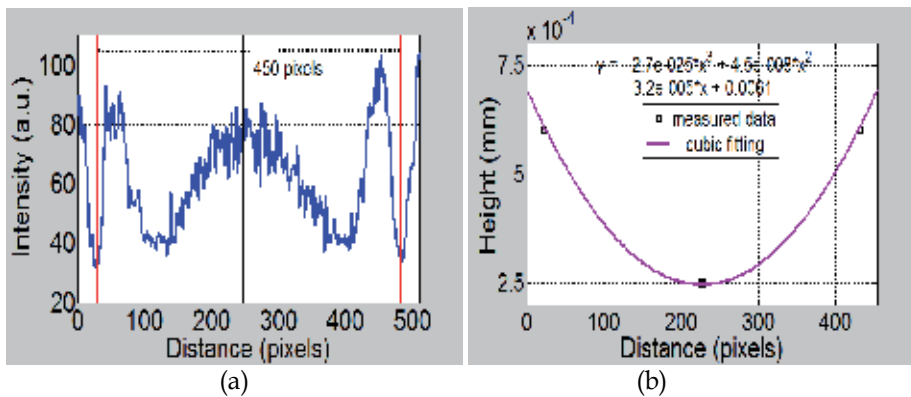 100
80
60
40
20
450 pixels
Intensity (a.u.)
0 100 200 300 400 500
Distance (pixels)
(a)
x 10⁻⁴
7.5
5
2.5
Height (mm)
measured data
cubic fitting
0 100 200 300 400
Distance (pixels)
(b)